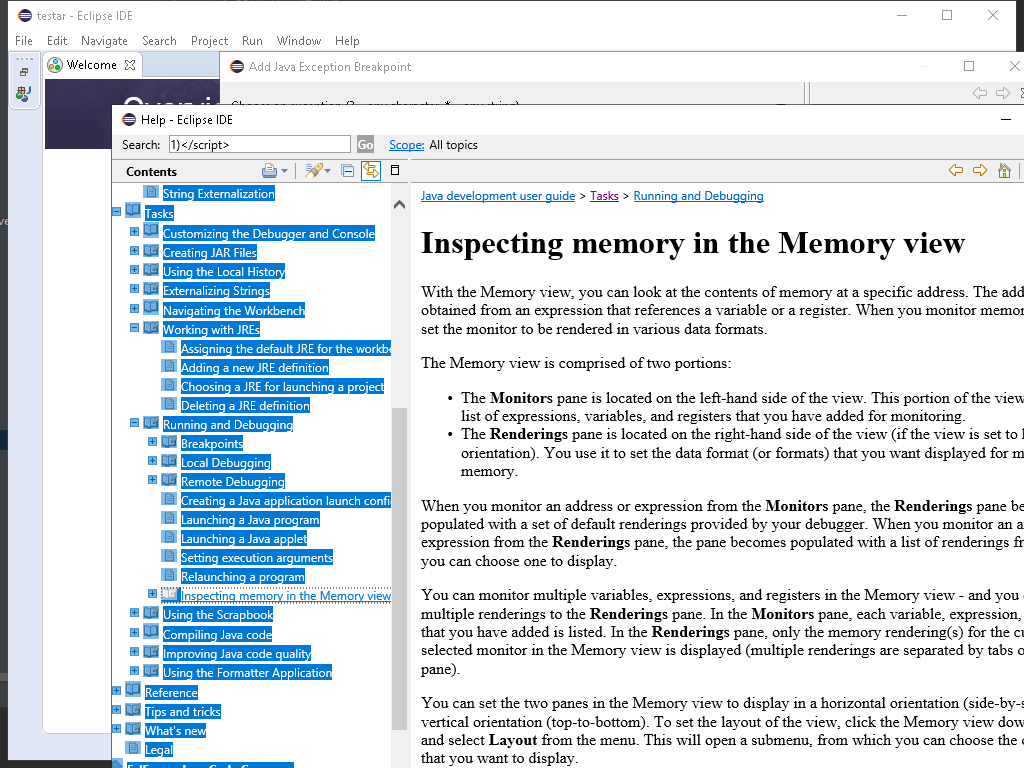 testar - Eclipse IDE
File Edit Navigate Search Project Run Window Help
Welcome
Add Java Exception Breakpoint
Help - Eclipse IDE
Search: 1)</script> Go Scope: All topics
Contents
String Externalization
Tasks
Customizing the Debugger and Console
Creating JAR Files
Using the Local History
Externalizing Strings
Navigating the Workbench
Working with JREs
Assigning the default JRE for the workbe
Adding a new JRE definition
Choosing a JRE for launching a project
Deleting a JRE definition
Running and Debugging
Breakpoints
Local Debugging
Remote Debugging
Creating a Java application launch confi
Launching a Java program
Launching a Java applet
Setting execution arguments
Relaunching a program
Inspecting memory in the Memory view
Using the Scrapbook
Compiling Java code
Improving Java code quality
Using the Formatter Application
Reference
Tips and tricks
What's new
Legal
Java development user guide > Tasks > Running and Debugging
Inspecting memory in the Memory view
With the Memory view, you can look at the contents of memory at a specific address. The add
obtained from an expression that references a variable or a register. When you monitor memor
set the monitor to be rendered in various data formats.
The Memory view is comprised of two portions:
• The Monitors pane is located on the left-hand side of the view. This portion of the view
list of expressions, variables, and registers that you have added for monitoring.
• The Renderings pane is located on the right-hand side of the view (if the view is set to
orientation). You use it to set the data format (or formats) that you want displayed for m
memory.
When you monitor an address or expression from the Monitors pane, the Renderings pane be
populated with a set of default renderings provided by your debugger. When you monitor an a
expression from the Renderings pane, the pane becomes populated with a list of renderings fr
you can choose one to display.
You can monitor multiple variables, expressions, and registers in the Memory view - and you
multiple renderings to the Renderings pane. In the Monitors pane, each variable, expression,
that you have added is listed. In the Renderings pane, only the memory rendering(s) for the cu
selected monitor in the Memory view is displayed (multiple renderings are separated by tabs o
pane).
You can set the two panes in the Memory view to display in a horizontal orientation (side-by-s
vertical orientation (top-to-bottom). To set the layout of the view, click the Memory view dow
and select Layout from the menu. This will open a submenu, from which you can choose the
that you want to display.